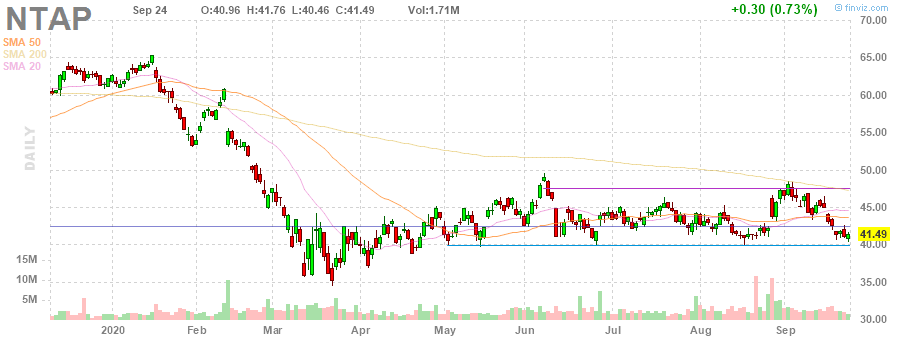 NTAP Sep 24 O:40.96 H:41.76 L:40.46 C:41.49 Vol:1.71M +0.30 (0.73%) finviz.com
SMA 50
SMA 200
SMA 20
DAILY
70.00
65.00
60.00
55.00
50.00
45.00
41.49
40.00
35.00
30.00
15M
10M
5M
2020 Feb Mar Apr May Jun Jul Aug Sep